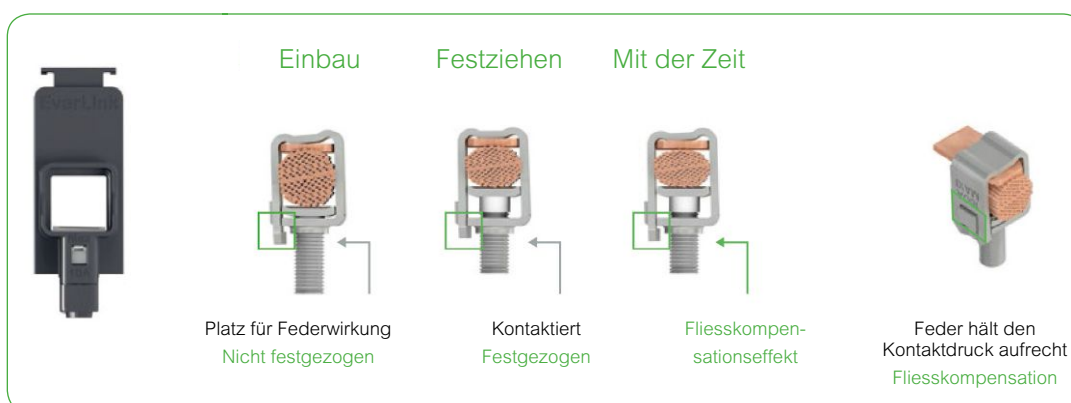 EverLink
Einbau
Festziehen
Mit der Zeit
Platz für Federwirkung
Nicht festgezogen
Kontaktiert
Festgezogen
Fliesskompen-
sationseffekt
Feder hält den
Kontaktdruck aufrecht
Fliesskompensation